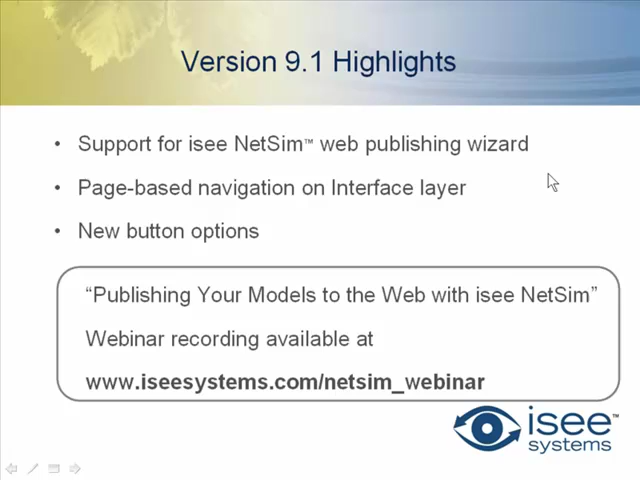 Version 9.1 Highlights
• Support for isee NetSim™ web publishing wizard
• Page-based navigation on Interface layer
• New button options
“Publishing Your Models to the Web with isee NetSim”
Webinar recording available at
www.iseesystems.com/netsim_webinar
isee™
systems